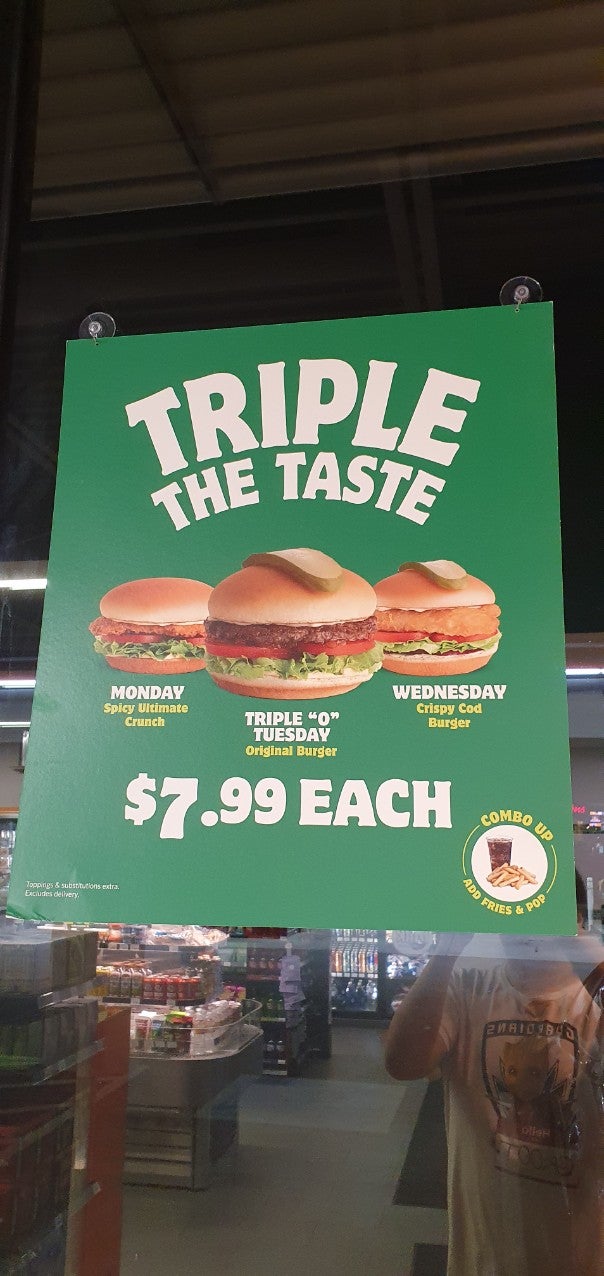 TRIPLE
THE TASTE
MONDAY
Spicy Ultimate
Crunch
TRIPLE "O"
TUESDAY
Original Burger
WEDNESDAY
Crispy Cod
Burger
$7.99 EACH
COMBO UP
ADD FRIES & POP
Toppings & substitutions extra.
Excludes delivery.